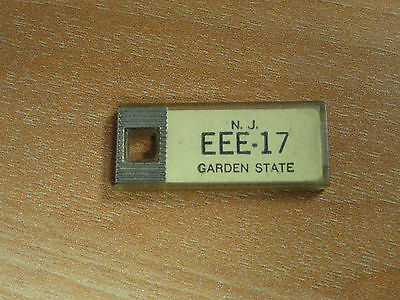 N. J.
EEE-17
GARDEN STATE